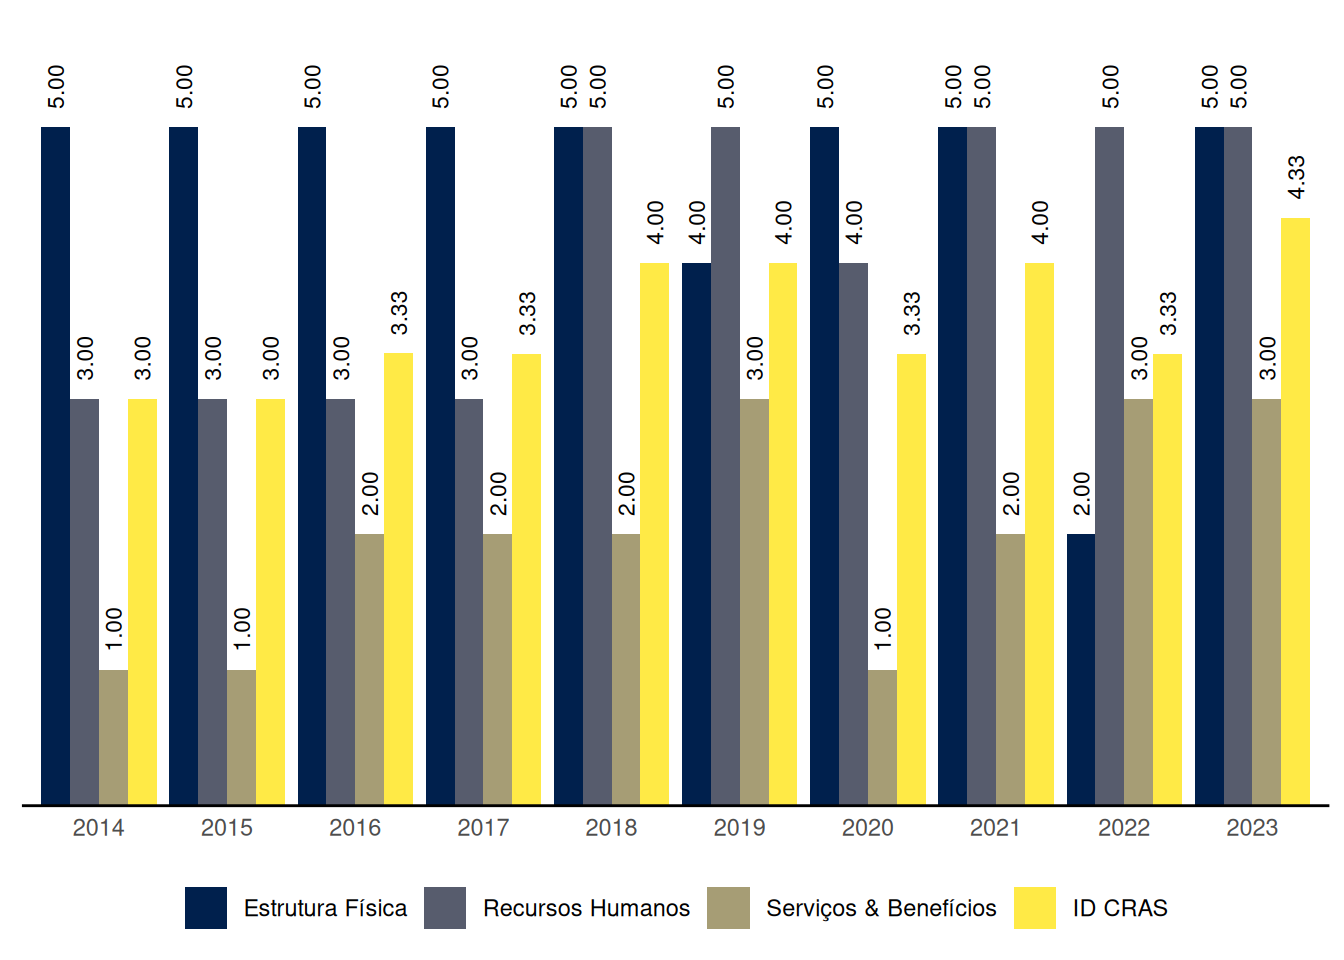 5.00 3.00 1.00 3.00 5.00 3.00 1.00 3.00 5.00 3.00 2.00 3.33 5.00 3.00 2.00 3.33 5.00 5.00 2.00 4.00 4.00 5.00 3.00 4.00 5.00 4.00 1.00 3.33 5.00 5.00 2.00 4.00 2.00 5.00 3.00 3.33 5.00 5.00 3.00 4.33
2014 2015 2016 2017 2018 2019 2020 2021 2022 2023
Estrutura Física Recursos Humanos Serviços & Benefícios ID CRAS